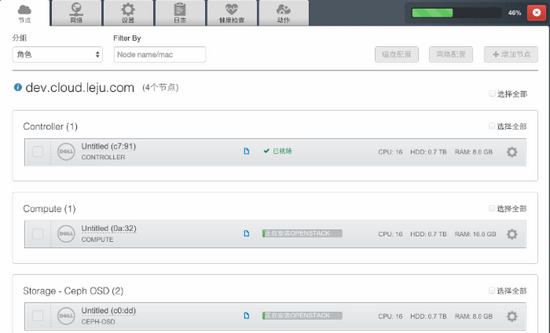 节点 网络 设置 日志 健康检查 动作 46%
分组 Filter By
角色 Node name/mac 磁盘配置 网络配置 + 增加节点
dev.cloud.leju.com (4个节点) 选择全部
Controller (1) 选择全部
DELL Untitled (c7:91) 已就绪 CPU: 16 HDD: 0.7 TB RAM: 8.0 GB
CONTROLLER
Compute (1) 选择全部
DELL Untitled (0a:32) 正在安装OPENSTACK CPU: 16 HDD: 0.7 TB RAM: 16.0 GB
COMPUTE
Storage - Ceph OSD (2) 选择全部
DELL Untitled (c0:dd) 正在安装OPENSTACK CPU: 16 HDD: 0.7 TB RAM: 8.0 GB
CEPH-OSD